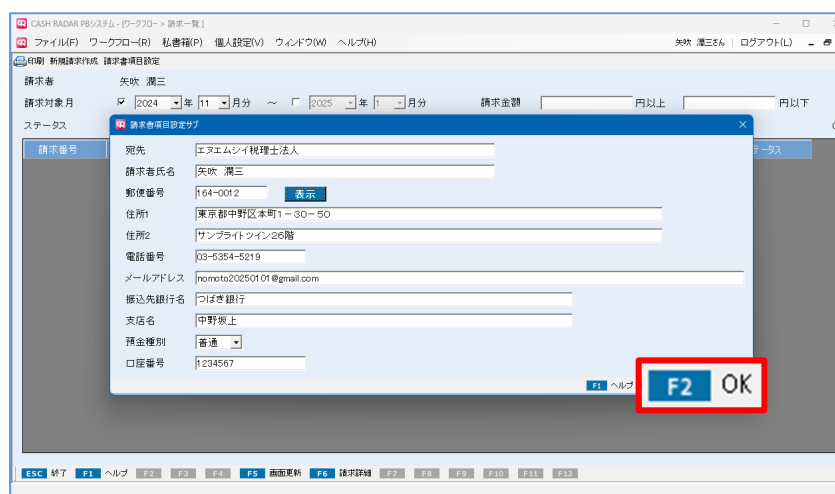 CASH RADAR PBシステム - [ワークフロー > 請求一覧 ]
ファイル(F) ワークフロー(R) 私書箱(P) 個人設定(V) ウィンドウ(W) ヘルプ(H) 矢吹 潤三さん ログアウト(L)
印刷 新規請求作成 請求書項目設定
請求者 矢吹 潤三
請求対象月 2024 年 11 月分 ～ 2025 年 1 月分 請求金額 円以上 円以下
ステータス
請求書項目設定サブ
請求番号 テータス
宛先 エヌエムシイ税理士法人
請求者氏名 矢吹 潤三
郵便番号 164-0012 表示
住所1 東京都中野区本町1－30－50
住所2 サンブライトツイン26階
電話番号 03-5354-5219
メールアドレス nomoto20250101@gmail.com
振込先銀行名 つばき銀行
支店名 中野坂上
預金種別 普通
口座番号 1234567
F1 ヘルプ F2 OK
ESC 終了 F1 ヘルプ F2 F3 F4 F5 画面更新 F6 請求詳細 F7 F8 F9 F10 F11 F12